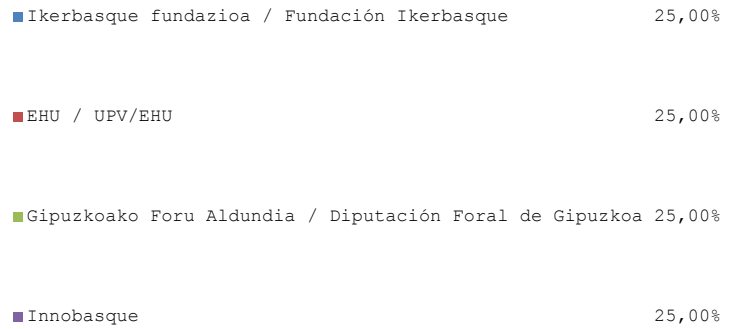 Ikerbasque fundazioa / Fundación Ikerbasque 25,00%
EHU / UPV/EHU 25,00%
Gipuzkoako Foru Aldundia / Diputación Foral de Gipuzkoa 25,00%
Innobasque 25,00%